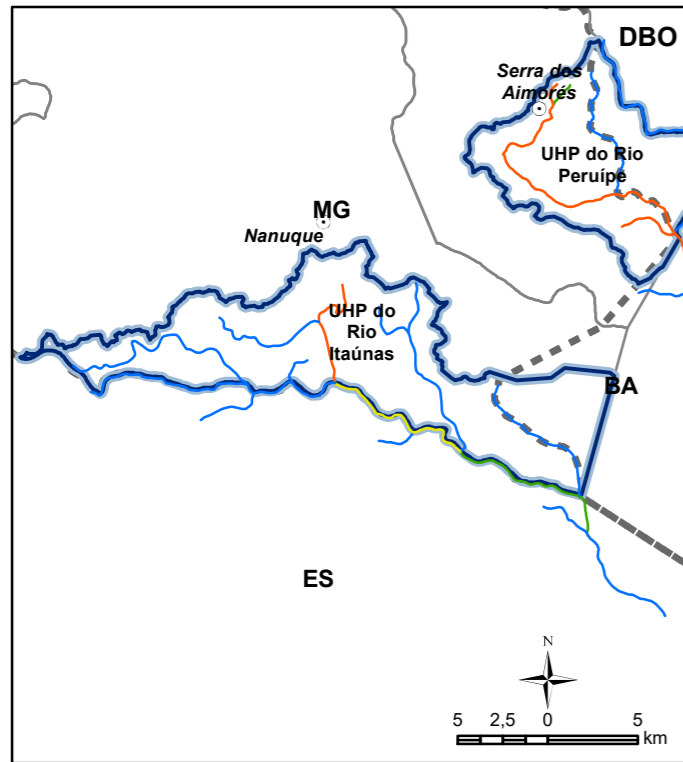 DBO
Serra dos
Aimorés
UHP do Rio
Peruípe
MG
Nanuque
UHP do
Rio
Itaúnas
BA
ES
N
5 2,5 0 5
km